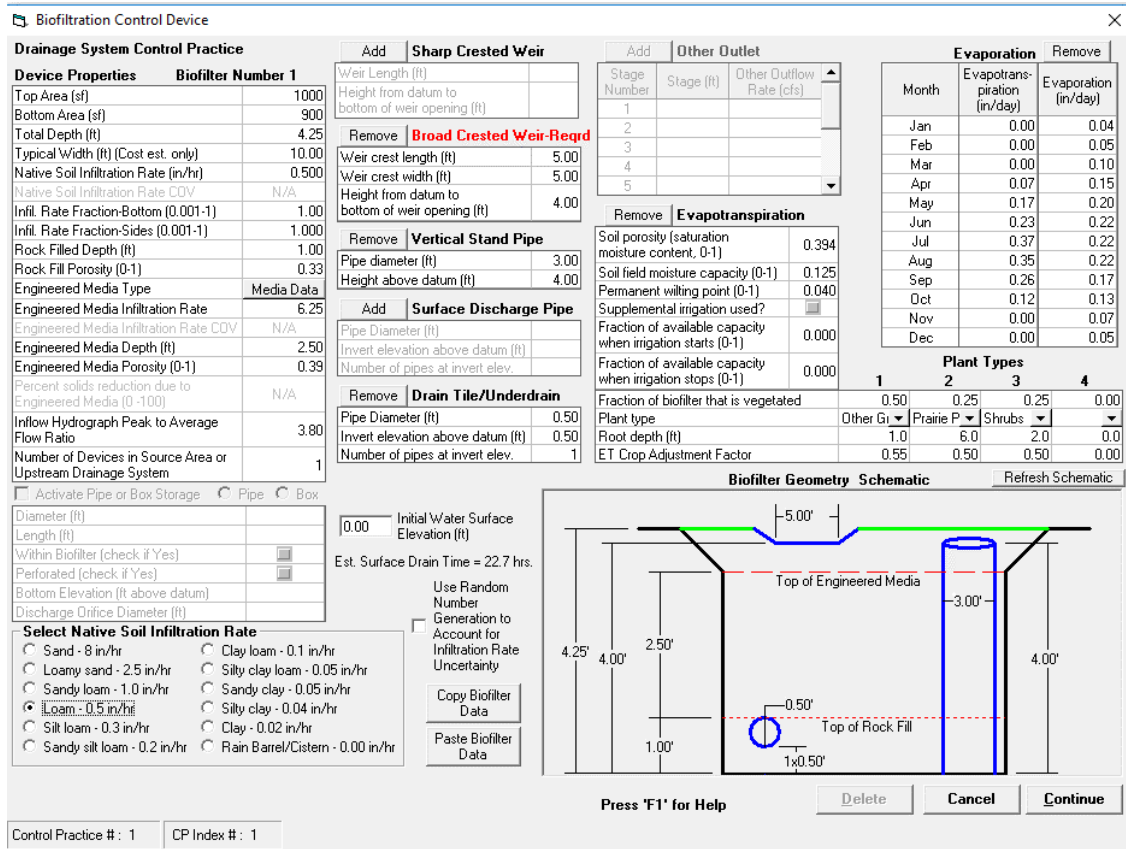 Biofiltration Control Device
Drainage System Control Practice
Device Properties Biofilter Number 1
Top Area (sf) 1000
Bottom Area (sf) 900
Total Depth (ft) 4.25
Typical Width (ft) (Cost est. only) 10.00
Native Soil Infiltration Rate (in/hr) 0.500
Native Soil Infiltration Rate COV N/A
Infil. Rate Fraction-Bottom (0.001-1) 1.00
Infil. Rate Fraction-Sides (0.001-1) 1.000
Rock Filled Depth (ft) 1.00
Rock Fill Porosity (0-1) 0.33
Engineered Media Type Media Data
Engineered Media Infiltration Rate 6.25
Engineered Media Infiltration Rate COV N/A
Engineered Media Depth (ft) 2.50
Engineered Media Porosity (0-1) 0.39
Percent solids reduction due to
Engineered Media (0 -100) N/A
Inflow Hydrograph Peak to Average
Flow Ratio 3.80
Number of Devices in Source Area or
Upstream Drainage System 1
Activate Pipe or Box Storage Pipe Box
Diameter (ft)
Length (ft)
Within Biofilter (check if Yes)
Perforated (check if Yes)
Bottom Elevation (ft above datum)
Discharge Orifice Diameter (ft)
Select Native Soil Infiltration Rate
Sand - 8 in/hr Clay loam - 0.1 in/hr
Loamy sand - 2.5 in/hr Silty clay loam - 0.05 in/hr
Sandy loam - 1.0 in/hr Sandy clay - 0.05 in/hr
Loam - 0.5 in/hr Silty clay - 0.04 in/hr
Silt loam - 0.3 in/hr Clay - 0.02 in/hr
Sandy silt loam - 0.2 in/hr Rain Barrel/Cistern - 0.00 in/hr
Add Sharp Crested Weir
Weir Length (ft)
Height from datum to
bottom of weir opening (ft)
Remove Broad Crested Weir-Reqrd
Weir crest length (ft) 5.00
Weir crest width (ft) 5.00
Height from datum to
bottom of weir opening (ft) 4.00
Remove Vertical Stand Pipe
Pipe diameter (ft) 3.00
Height above datum (ft) 4.00
Add Surface Discharge Pipe
Pipe Diameter (ft)
Invert elevation above datum (ft)
Number of pipes at invert elev.
Remove Drain Tile/Underdrain
Pipe Diameter (ft) 0.50
Invert elevation above datum (ft) 0.50
Number of pipes at invert elev. 1
0.00 Initial Water Surface
Elevation (ft)
Est. Surface Drain Time = 22.7 hrs.
Use Random
Number
Generation to
Account for
Infiltration Rate
Uncertainty
Copy Biofilter
Data
Paste Biofilter
Data
Add Other Outlet
Stage
Number Stage (ft) Other Outflow
Rate (cfs)
1
2
3
4
5
Remove Evapotranspiration
Soil porosity (saturation
moisture content, 0-1) 0.394
Soil field moisture capacity (0-1) 0.125
Permanent wilting point (0-1) 0.040
Supplemental irrigation used?
Fraction of available capacity
when irrigation starts (0-1) 0.000
Fraction of available capacity
when irrigation stops (0-1) 0.000
Evaporation Remove
Month Evapotrans-
piration
(in/day) Evaporation
(in/day)
Jan 0.00 0.04
Feb 0.00 0.05
Mar 0.00 0.10
Apr 0.07 0.15
May 0.17 0.20
Jun 0.23 0.22
Jul 0.37 0.22
Aug 0.35 0.22
Sep 0.26 0.17
Oct 0.12 0.13
Nov 0.00 0.07
Dec 0.00 0.05
Plant Types
1 2 3 4
Fraction of biofilter that is vegetated 0.50 0.25 0.25 0.00
Plant type Other Gr Prairie P Shrubs
Root depth (ft) 1.0 6.0 2.0 0.0
ET Crop Adjustment Factor 0.55 0.50 0.50 0.00
Biofilter Geometry Schematic Refresh Schematic
5.00'
Top of Engineered Media
3.00'
4.25'
4.00'
2.50'
4.00'
0.50'
Top of Rock Fill
1.00'
1x0.50'
Press 'F1' for Help Delete Cancel Continue
Control Practice # : 1 CP Index # : 1